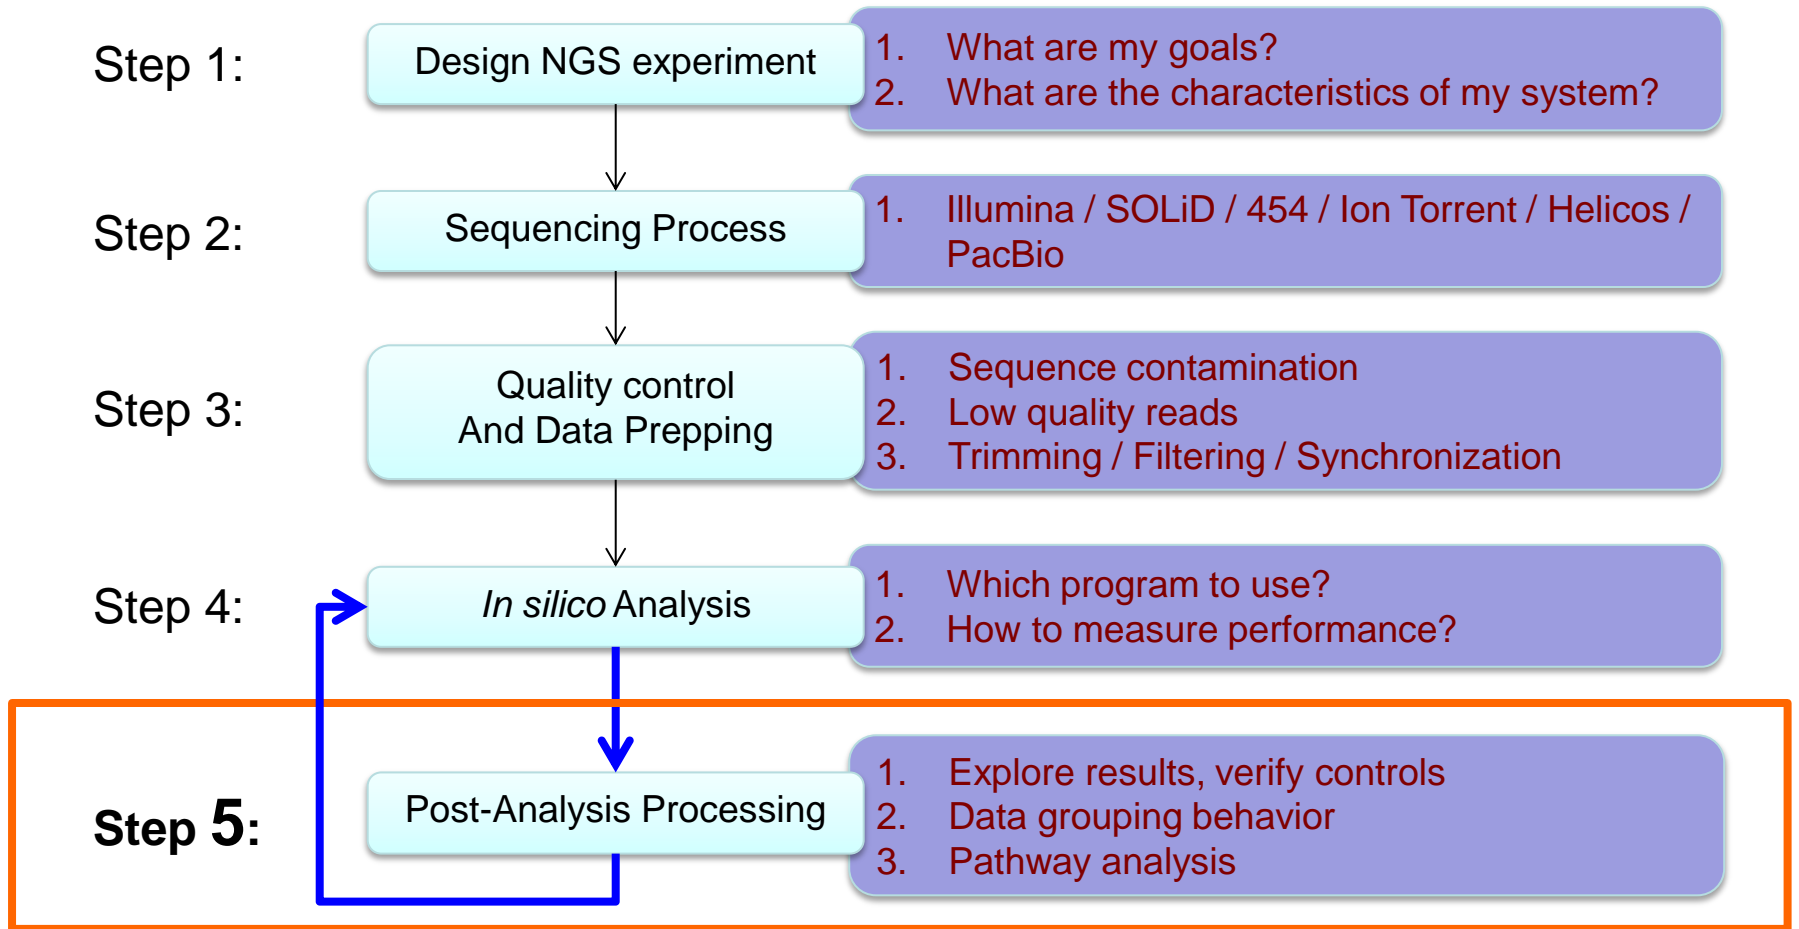 Step 1:
Design NGS experiment
1. What are my goals?
2. What are the characteristics of my system?
Step 2:
Sequencing Process
1. Illumina / SOLiD / 454 / Ion Torrent / Helicos /
PacBio
Step 3:
Quality control
And Data Prepping
1. Sequence contamination
2. Low quality reads
3. Trimming / Filtering / Synchronization
Step 4:
In silico Analysis
1. Which program to use?
2. How to measure performance?
Step 5:
Post-Analysis Processing
1. Explore results, verify controls
2. Data grouping behavior
3. Pathway analysis